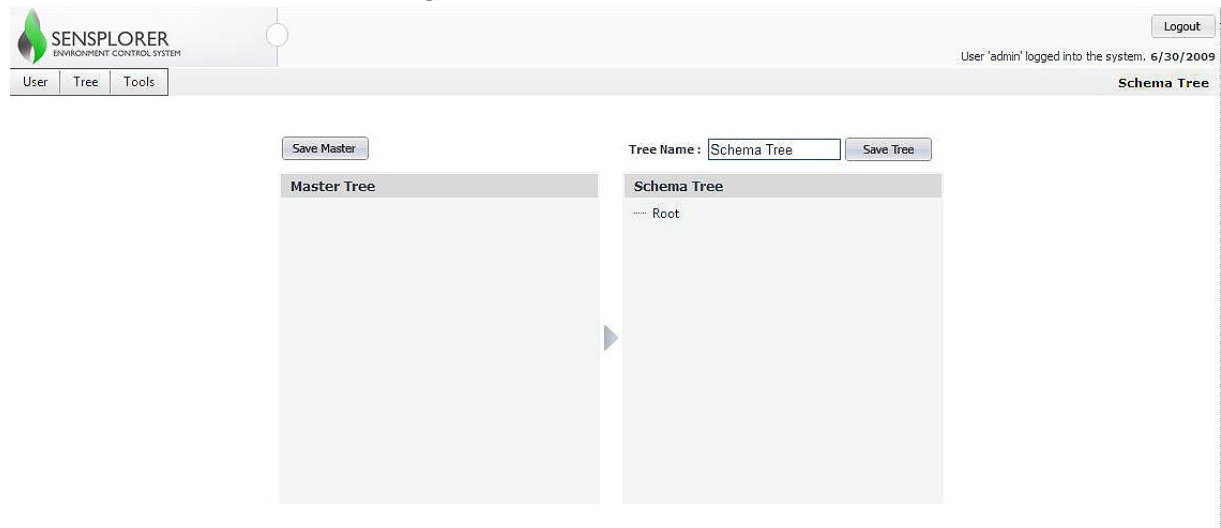 SENSPLORER
ENVIRONMENT CONTROL SYSTEM
Logout
User 'admin' logged into the system. 6/30/2009
User Tree Tools
Schema Tree
Save Master
Tree Name : Schema Tree Save Tree
Master Tree
Schema Tree
Root